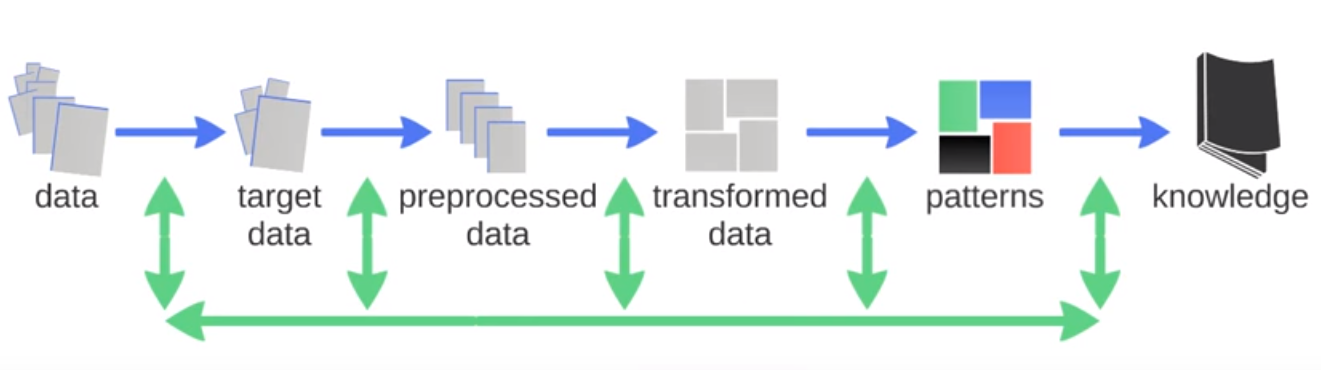 data
target
data
preprocessed
data
transformed
data
patterns
knowledge